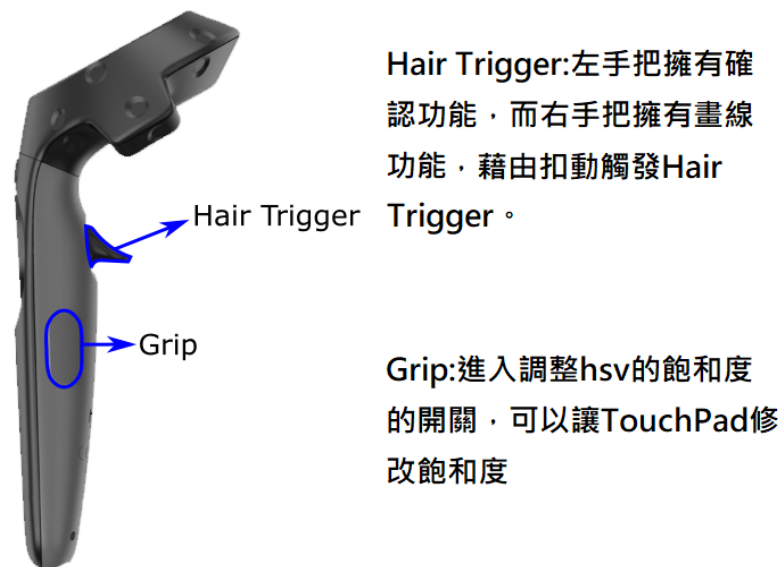 Hair Trigger:左手把擁有確
認功能，而右手把擁有畫線
功能，藉由扣動觸發Hair
Trigger。
Hair Trigger
Grip
Grip:進入調整hsv的飽和度
的開關，可以讓TouchPad修
改飽和度